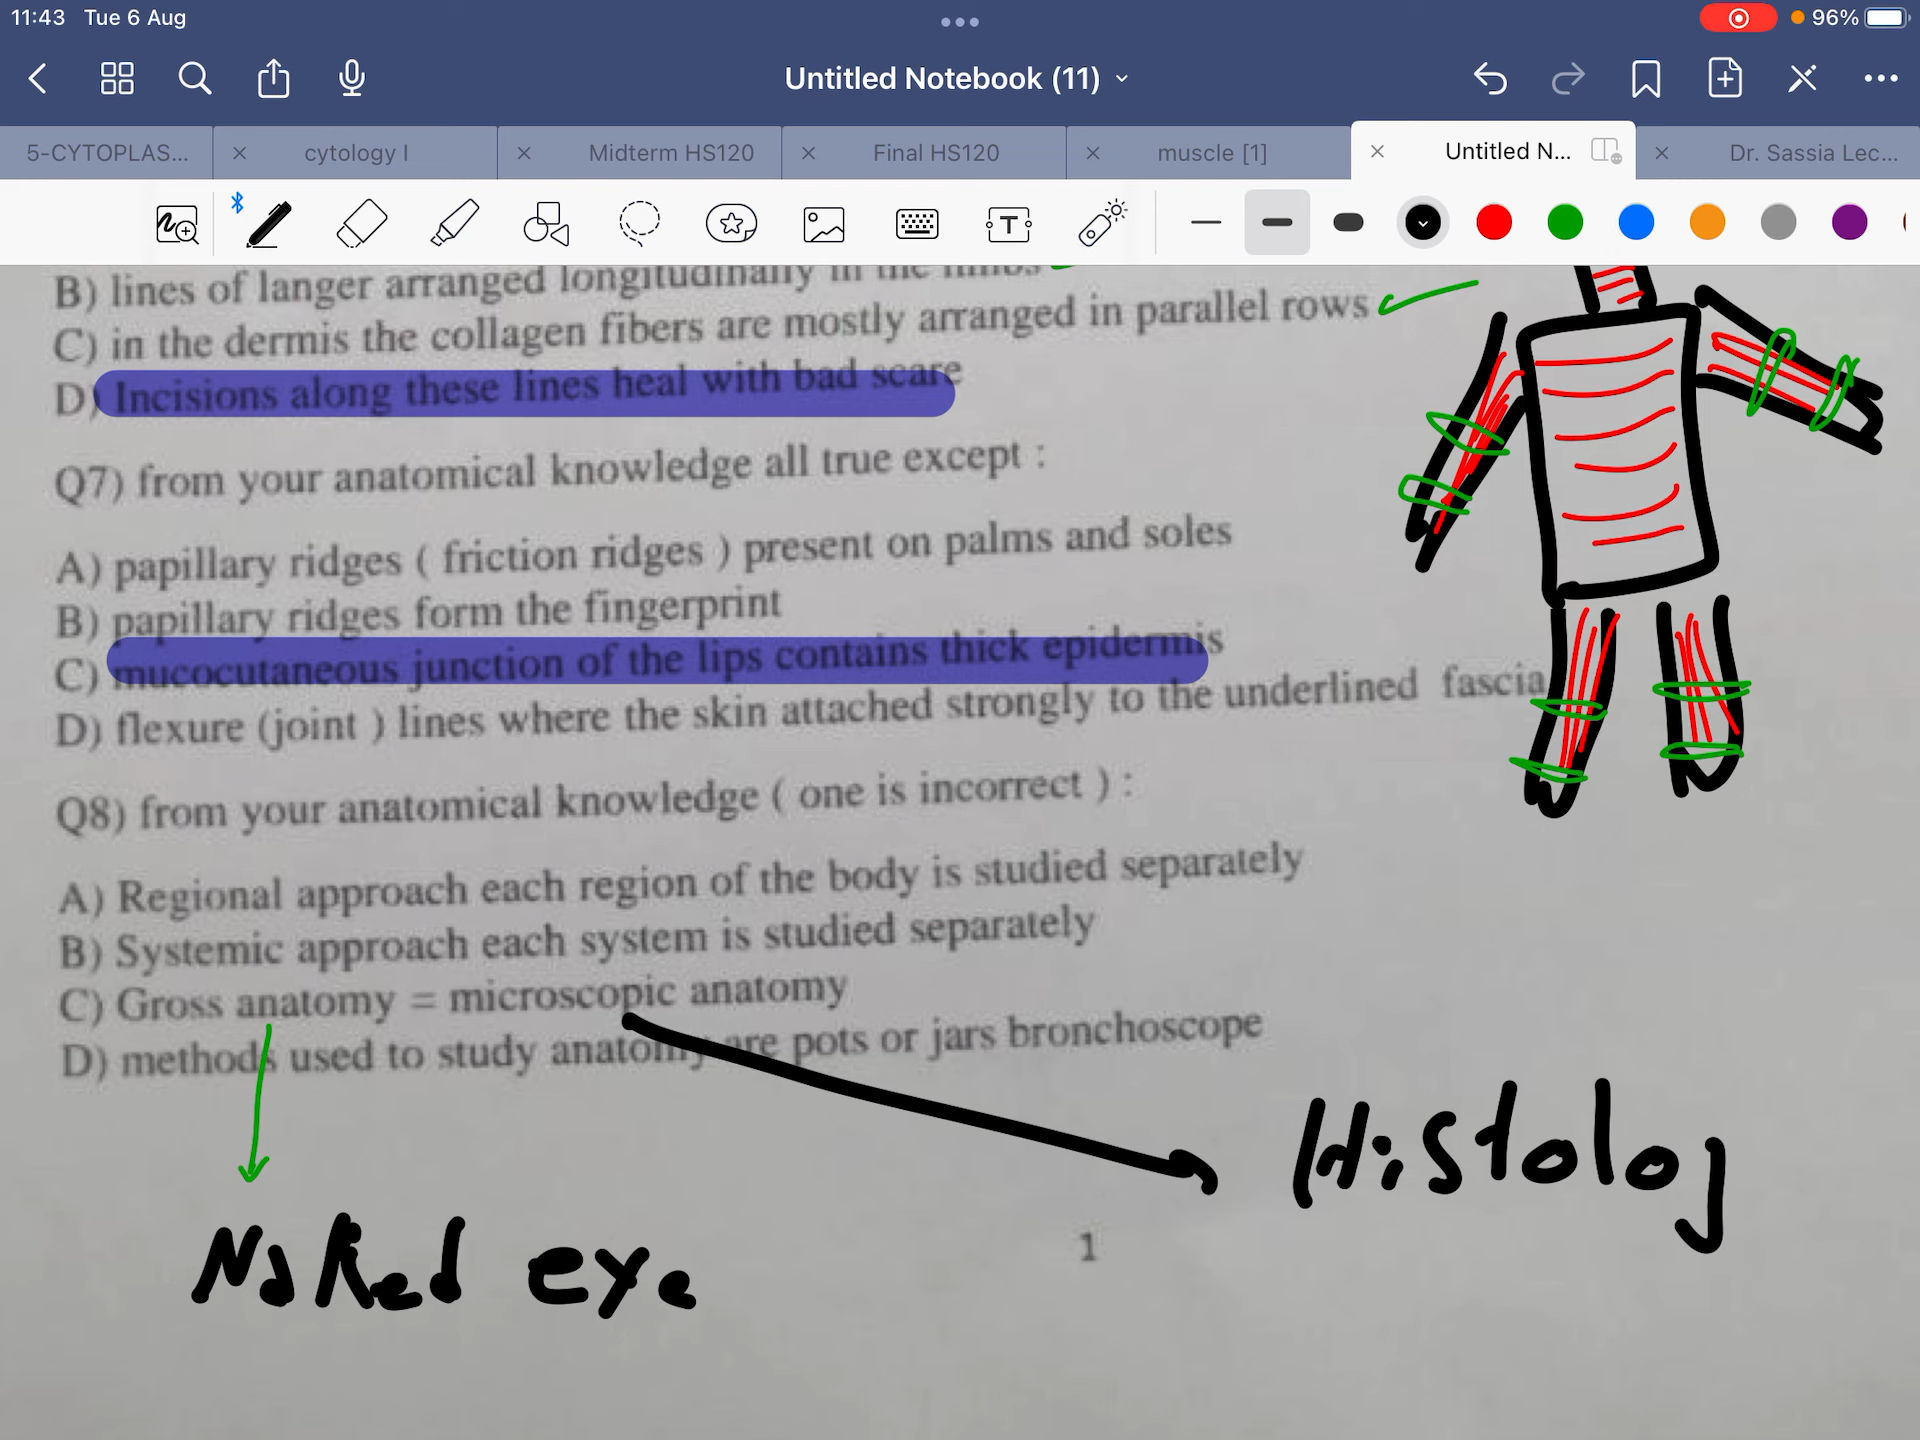 11:43 Tue 6 Aug
96%
Untitled Notebook (11)
5-CYTOPLAS...
cytology I
Midterm HS120
Final HS120
muscle [1]
Untitled N...
Dr. Sassia Lec...
B) lines of langer arranged longitudinally in the limbs
C) in the dermis the collagen fibers are mostly arranged in parallel rows
D) Incisions along these lines heal with bad scare
Q7) from your anatomical knowledge all true except :
A) papillary ridges ( friction ridges ) present on palms and soles
B) papillary ridges form the fingerprint
C) mucocutaneous junction of the lips contains thick epidermis
D) flexure (joint ) lines where the skin attached strongly to the underlined fascia
Q8) from your anatomical knowledge ( one is incorrect ) :
A) Regional approach each region of the body is studied separately
B) Systemic approach each system is studied separately
C) Gross anatomy = microscopic anatomy
D) methods used to study anatomy are pots or jars bronchoscope
Histoloy
Naked eye
1